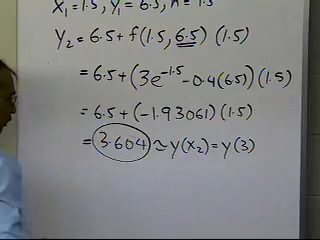 x₁=1.5, y₁=6.5, h=1.5
y₂ = 6.5 + f(1.5, 6.5) (1.5)
= 6.5 + (3e^-1.5 - 0.4(6.5)) (1.5)
= 6.5 + (-1.93061) (1.5)
= 3.604 ≃ y(x₂) = y(3)